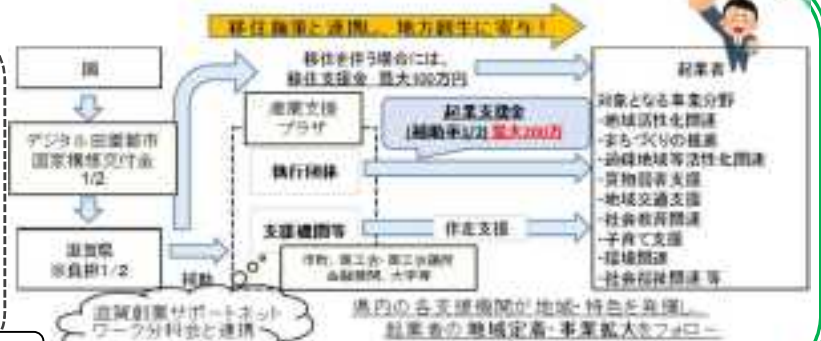 移住施策と連携し、地方創生に寄与！
国
デジタル田園都市
国家構想交付金
1/2
滋賀県
※負担1/2
補助
移住を伴う場合には、
移住支援金 最大100万円
産業支援
プラザ
執行団体
支援機関等
市町、商工会・商工会議所
金融機関、大学等
起業支援金
(補助率1/2) 最大200万
伴走支援
起業者
対象となる事業分野
・地域活性化関連
・まちづくりの推進
・過疎地域等活性化関連
・買物弱者支援
・地域交通支援
・社会教育関連
・子育て支援
・環境関連
・社会福祉関連 等
滋賀創業サポートネット
ワーク分科会と連携
県内の各支援機関が地域・特色を発揮し、
起業者の地域定着・事業拡大をフォロー